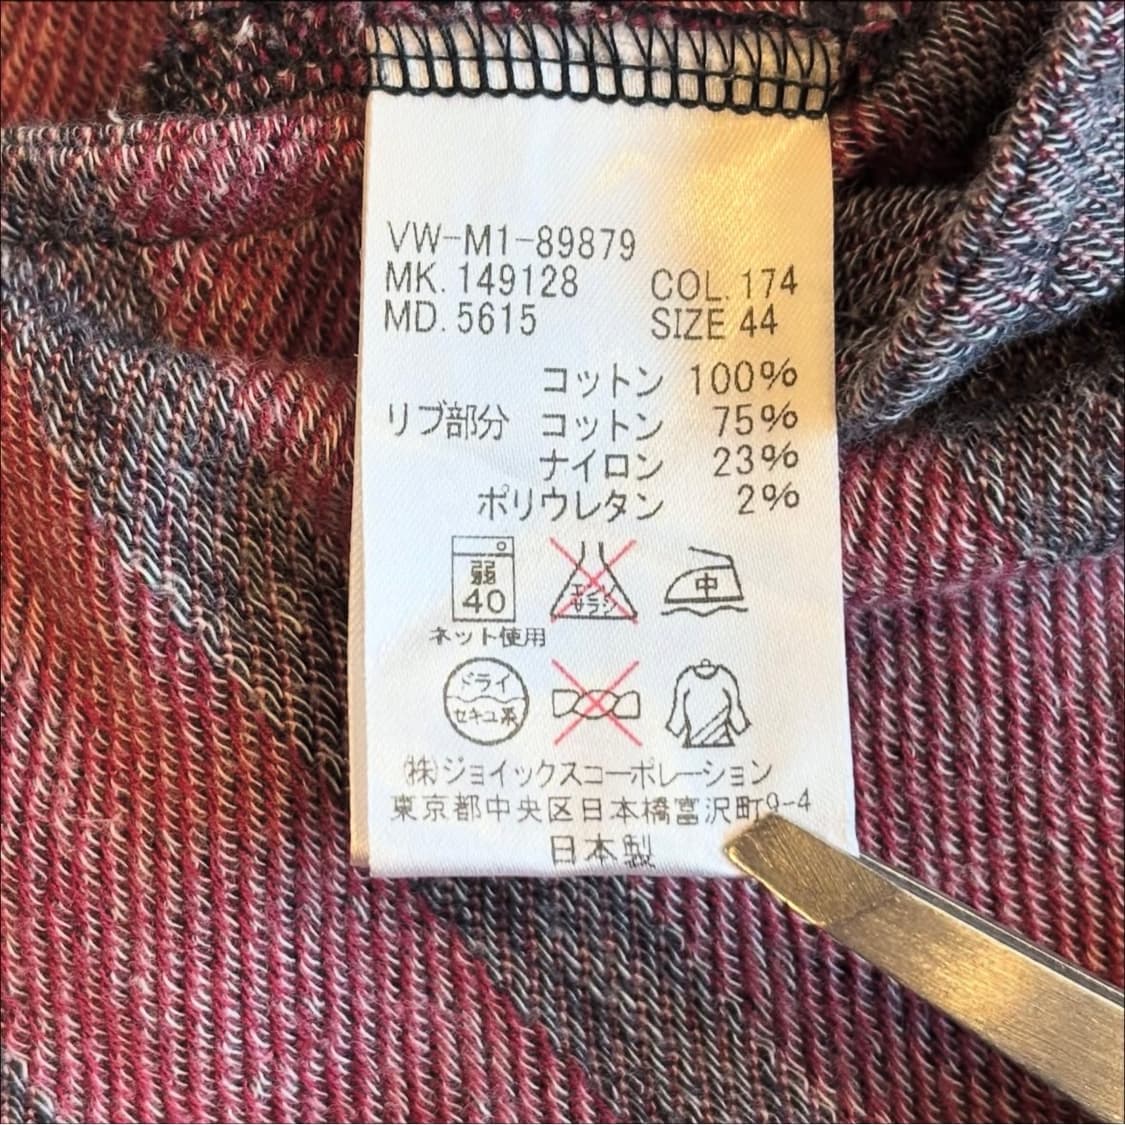 VW-M1-89879
MK. 149128 COL. 174
MD. 5615 SIZE 44
コットン 100%
リブ部分 コットン 75%
ナイロン 23%
ポリウレタン 2%
弱 エンソ 中
40 サラシ
ネット使用
ドライ
セキユ系
㈱ジョイックスコーポレーション
東京都中央区日本橋富沢町9-4
日本製